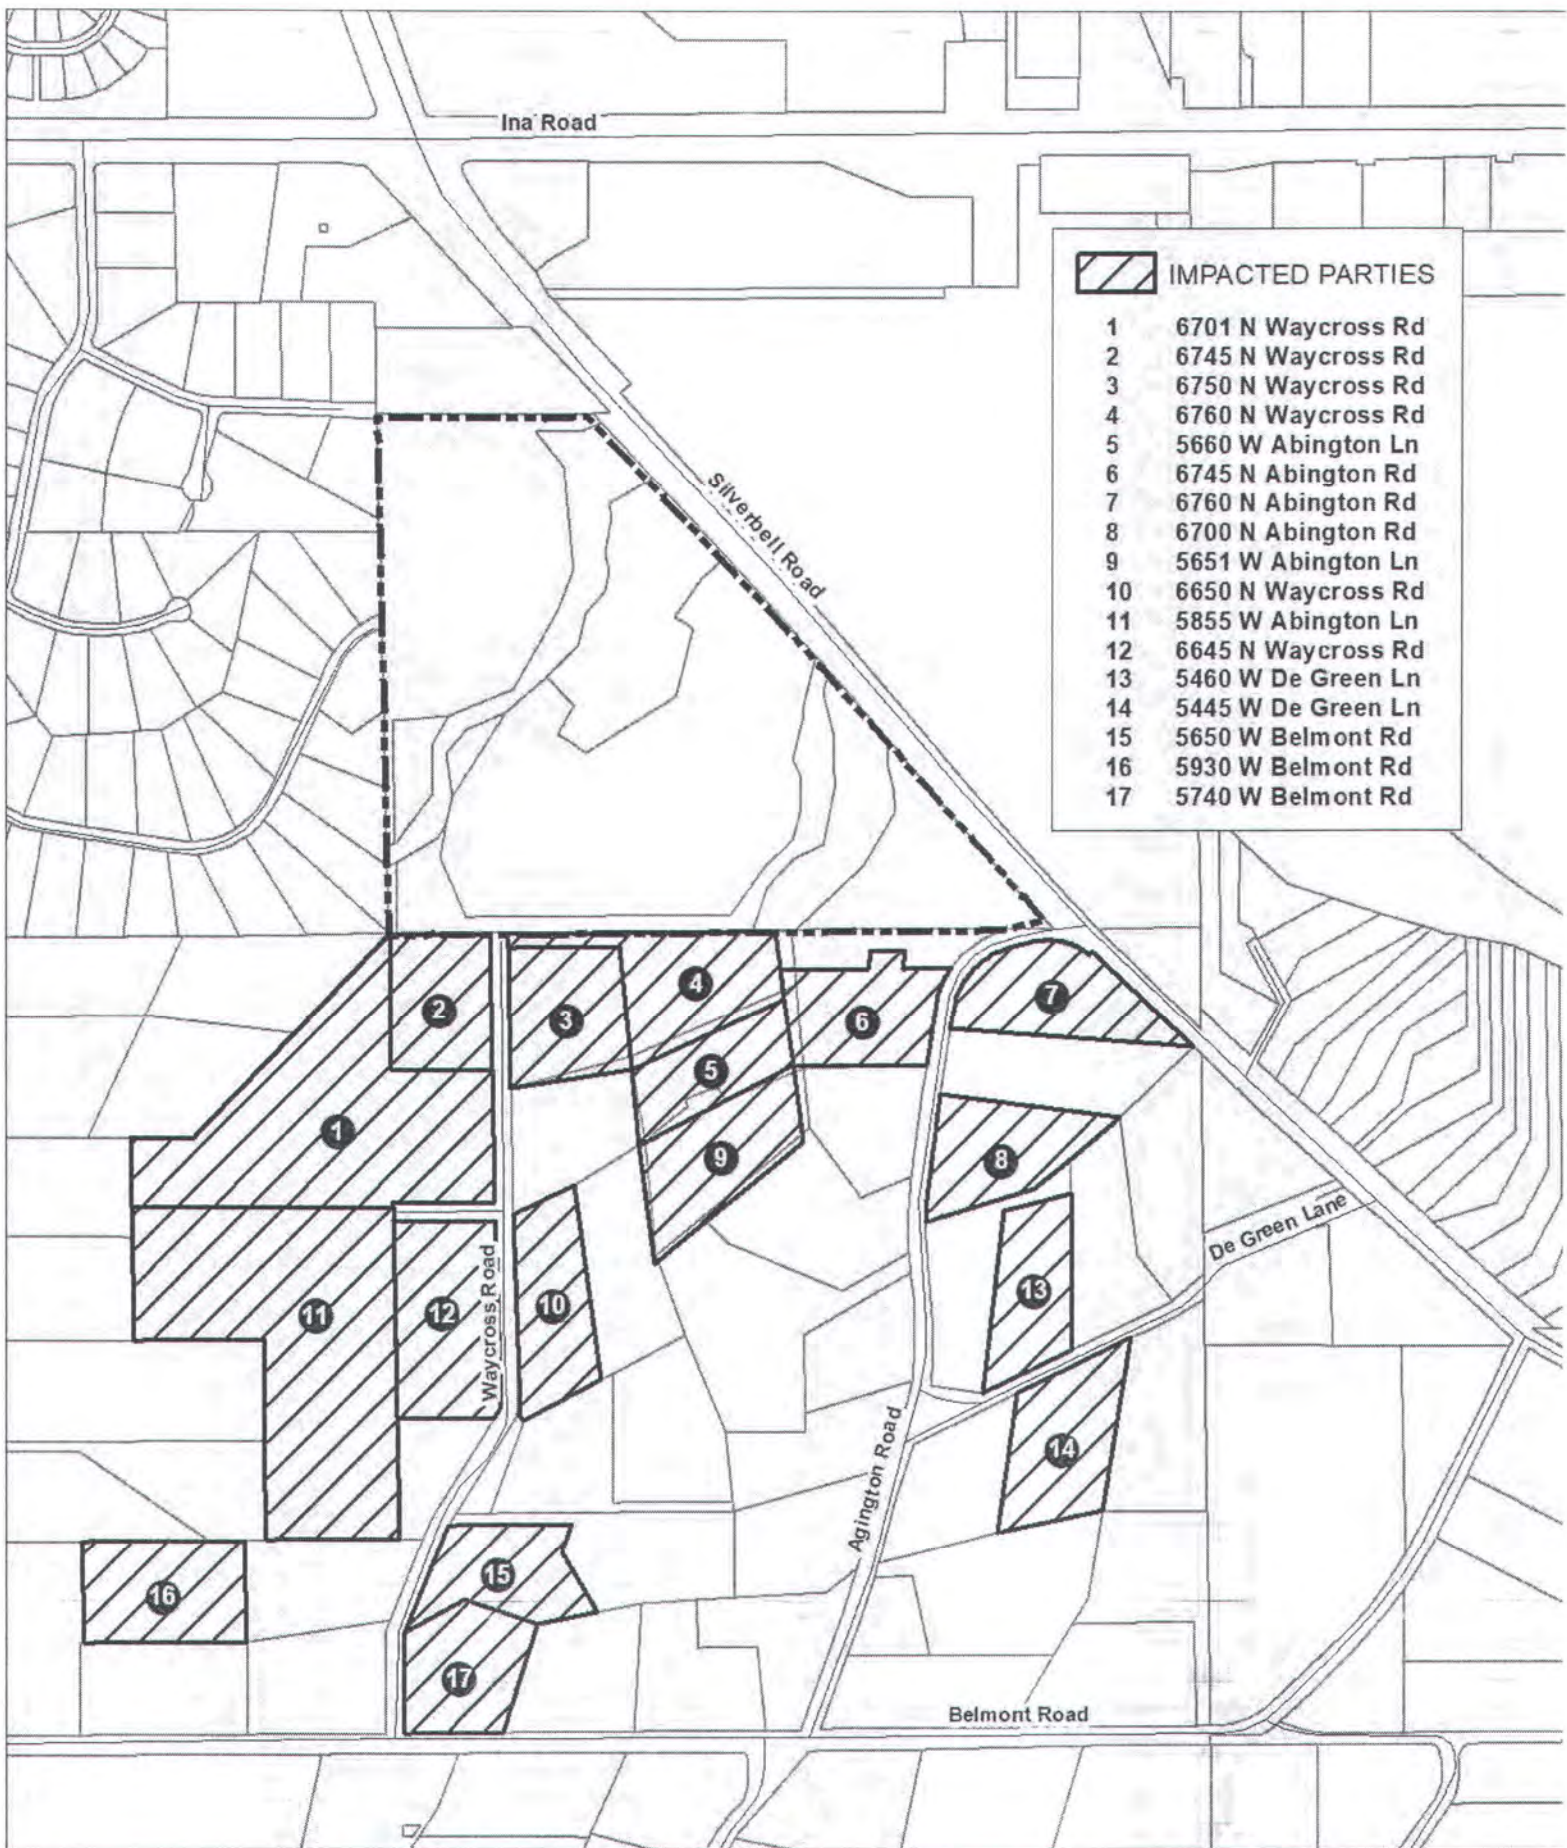 Ina Road
IMPACTED PARTIES
1 6701 N Waycross Rd
2 6745 N Waycross Rd
3 6750 N Waycross Rd
4 6760 N Waycross Rd
5 5660 W Abington Ln
6 6745 N Abington Rd
7 6760 N Abington Rd
8 6700 N Abington Rd
9 5651 W Abington Ln
10 6650 N Waycross Rd
11 5855 W Abington Ln
12 6645 N Waycross Rd
13 5460 W De Green Ln
14 5445 W De Green Ln
15 5650 W Belmont Rd
16 5930 W Belmont Rd
17 5740 W Belmont Rd
Silverbell Road
4
7
2
3
6
5
1
9
8
De Green Lane
13
10
11
12
Waycross Road
14
Agington Road
15
16
17
Belmont Road